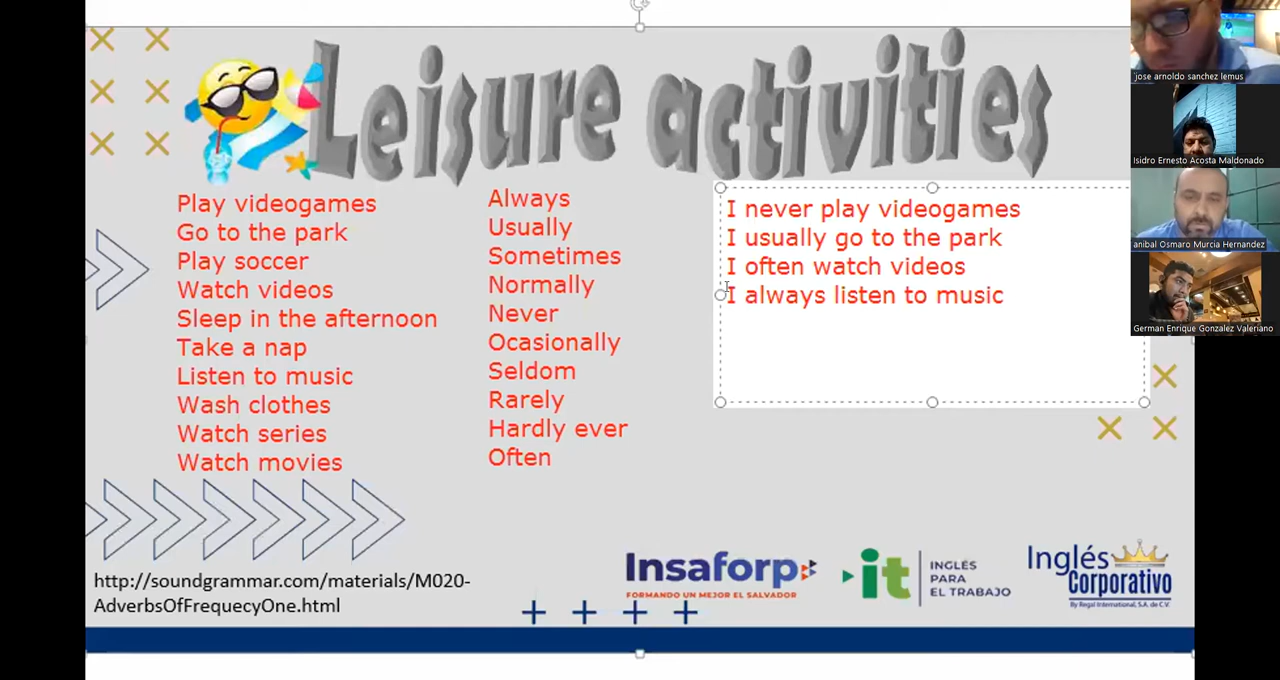 Leisure activities
Play videogames
Go to the park
Play soccer
Watch videos
Sleep in the afternoon
Take a nap
Listen to music
Wash clothes
Watch series
Watch movies
Always
Usually
Sometimes
Normally
Never
Ocasionally
Seldom
Rarely
Hardly ever
Often
I never play videogames
I usually go to the park
I often watch videos
I always listen to music
jose arnoldo sanchez lemus
Isidro Ernesto Acosta Maldonado
anibal Osmaro Murcia Hernandez
German Enrique Gonzalez Valeriano
http://soundgrammar.com/materials/M020-
AdverbsOfFrequecyOne.html
Insaforp
FORMANDO UN MEJOR EL SALVADOR
it
INGLÉS
PARA
EL TRABAJO
Inglés
Corporativo
By Regal International, S.A. de C.V.